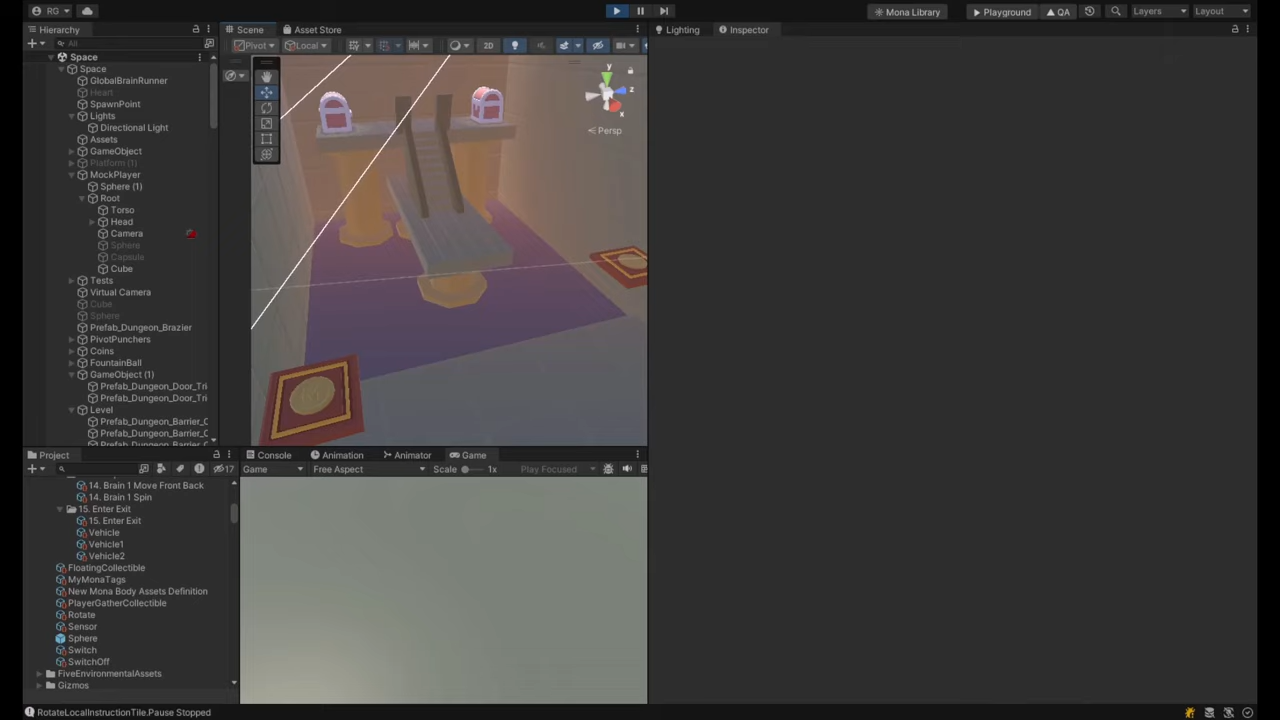 RG
Mona Library
Playground
QA
Layers
Layout
Hierarchy
Scene
Asset Store
Lighting
Inspector
All
Pivot
Local
2D
Space
Space
GlobalBrainRunner
Heart
SpawnPoint
Lights
Directional Light
Assets
GameObject
Platform (1)
MockPlayer
Sphere (1)
Root
Torso
Head
Camera
Sphere
Capsule
Cube
Tests
Virtual Camera
Cube
Sphere
Prefab_Dungeon_Brazier
PivotPunchers
Coins
FountainBall
GameObject (1)
Prefab_Dungeon_Door_Tri
Prefab_Dungeon_Door_Tri
Level
Prefab_Dungeon_Barrier_C
Prefab_Dungeon_Barrier_C
Prefab_Dungeon_Barrier_C
y
z
x
Persp
Project
17
14. Brain 1 Move Front Back
14. Brain 1 Spin
15. Enter Exit
15. Enter Exit
Vehicle
Vehicle1
Vehicle2
FloatingCollectible
MyMonaTags
New Mona Body Assets Definition
PlayerGatherCollectible
Rotate
Sensor
Sphere
Switch
SwitchOff
FiveEnvironmentalAssets
Gizmos
Console
Animation
Animator
Game
Game
Free Aspect
Scale
1x
Play Focused
RotateLocalInstructionTile.Pause Stopped